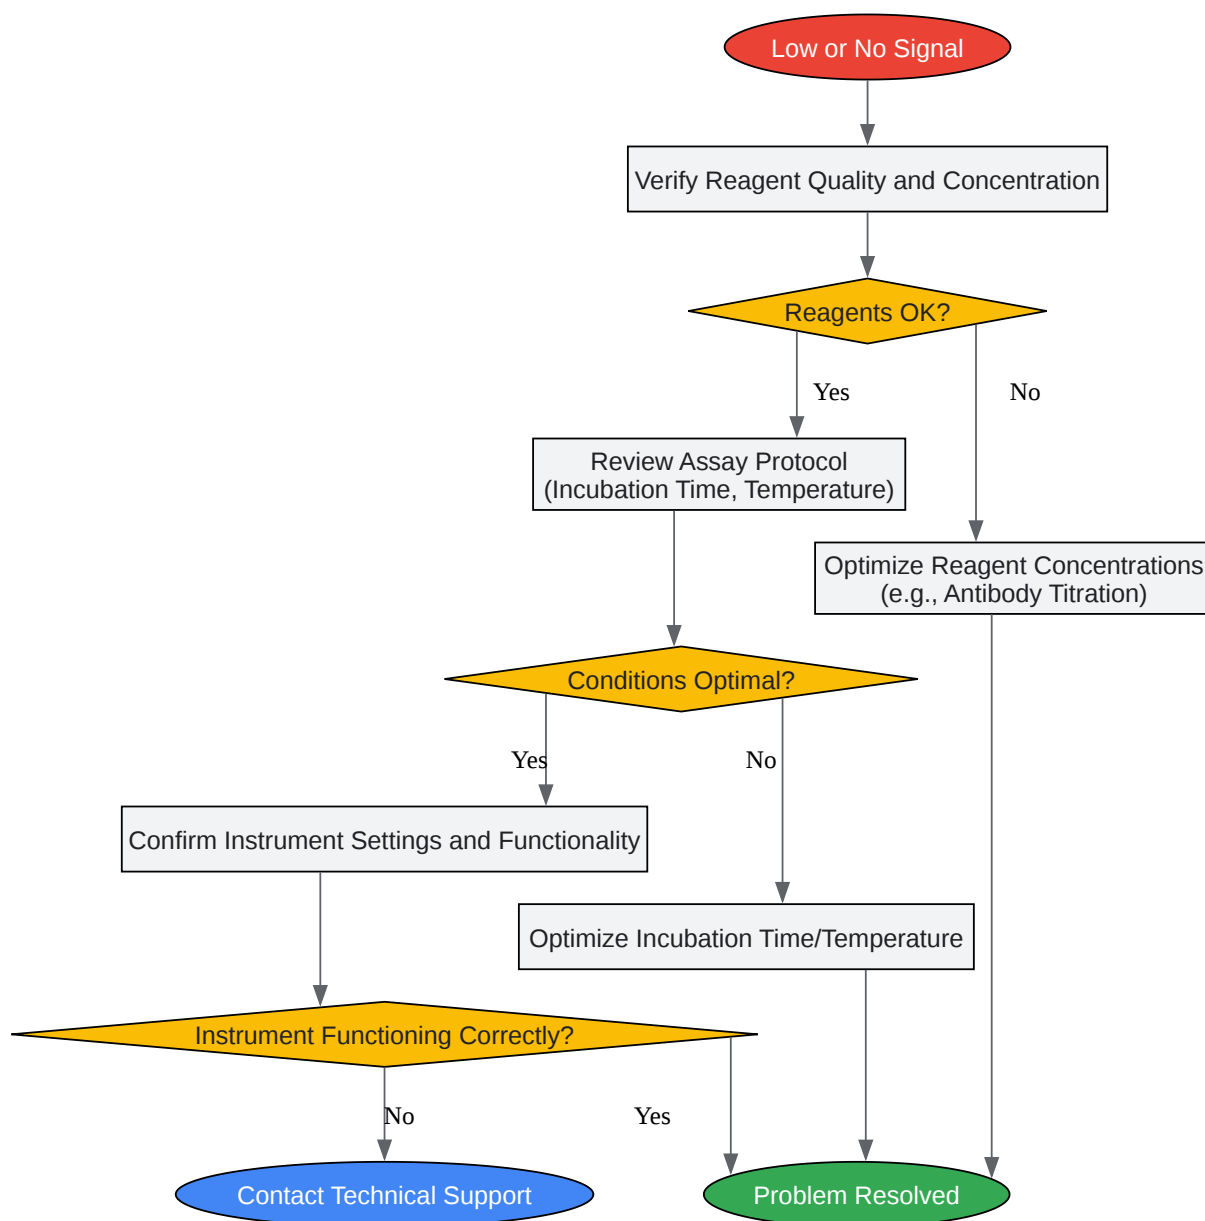 Low or No Signal
Verify Reagent Quality and Concentration
Reagents OK?
Yes
No
Review Assay Protocol
(Incubation Time, Temperature)
Optimize Reagent Concentrations
(e.g., Antibody Titration)
Conditions Optimal?
Yes
No
Confirm Instrument Settings and Functionality
Optimize Incubation Time/Temperature
Instrument Functioning Correctly?
No
Yes
Contact Technical Support
Problem Resolved